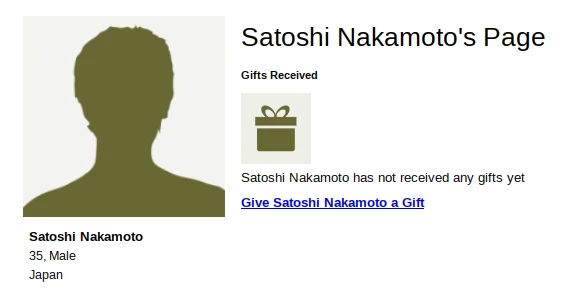 Satoshi Nakamoto's Page
Gifts Received
Satoshi Nakamoto has not received any gifts yet
Give Satoshi Nakamoto a Gift
Satoshi Nakamoto
35, Male
Japan